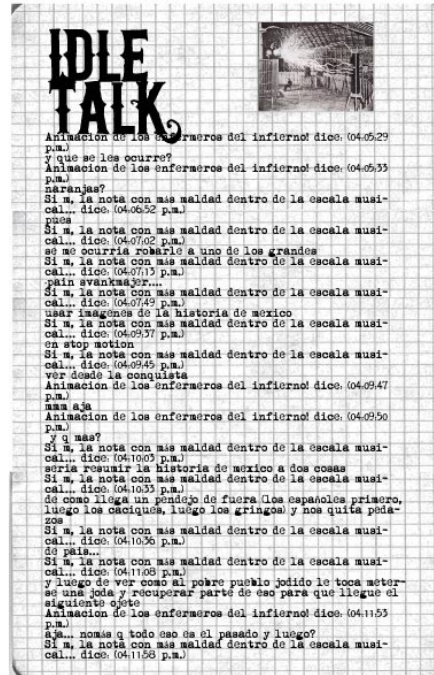 IDLE
TALK
Animacion de los enfermeros del infierno! dice: (04:05:29
p.m.)
y que se les ocurre?
Animacion de los enfermeros del infierno! dice: (04:05:33
p.m.)
naranjas?
Si m, la nota con más maldad dentro de la escala musi-
cal... dice: (04:06:52 p.m.)
pues
Si m, la nota con más maldad dentro de la escala musi-
cal... dice: (04:07:02 p.m.)
se me ocurria robarle a uno de los grandes
Si m, la nota con más maldad dentro de la escala musi-
cal... dice: (04:07:13 p.m.)
pain svankmajer....
Si m, la nota con más maldad dentro de la escala musi-
cal... dice: (04:07:49 p.m.)
usar imagenes de la historia de mexico
Si m, la nota con más maldad dentro de la escala musi-
cal... dice: (04:09:37 p.m.)
en stop motion
Si m, la nota con más maldad dentro de la escala musi-
cal... dice: (04:09:45 p.m.)
ver desde la conquista
Animacion de los enfermeros del infierno! dice: (04:09:47
p.m.)
mmm aja
Animacion de los enfermeros del infierno! dice: (04:09:50
p.m.)
y q mas?
Si m, la nota con más maldad dentro de la escala musi-
cal... dice: (04:10:03 p.m.)
seria resumir la historia de mexico a dos cosas
Si m, la nota con más maldad dentro de la escala musi-
cal... dice: (04:10:33 p.m.)
de como llega un pendejo de fuera (los españoles primero,
luego los caciques, luego los gringos) y nos quita peda-
zos
Si m, la nota con más maldad dentro de la escala musi-
cal... dice: (04:10:36 p.m.)
de pais...
Si m, la nota con más maldad dentro de la escala musi-
cal... dice: (04:11:08 p.m.)
y luego de ver como al pobre pueblo jodido le toca meter-
se una joda y recuperar parte de eso para que llegue el
siguiente ojete
Animacion de los enfermeros del infierno! dice: (04:11:53
p.m.)
aja... nomás q todo eso es el pasado y luego?
Si m, la nota con más maldad dentro de la escala musi-
cal... dice: (04:11:58 p.m.)